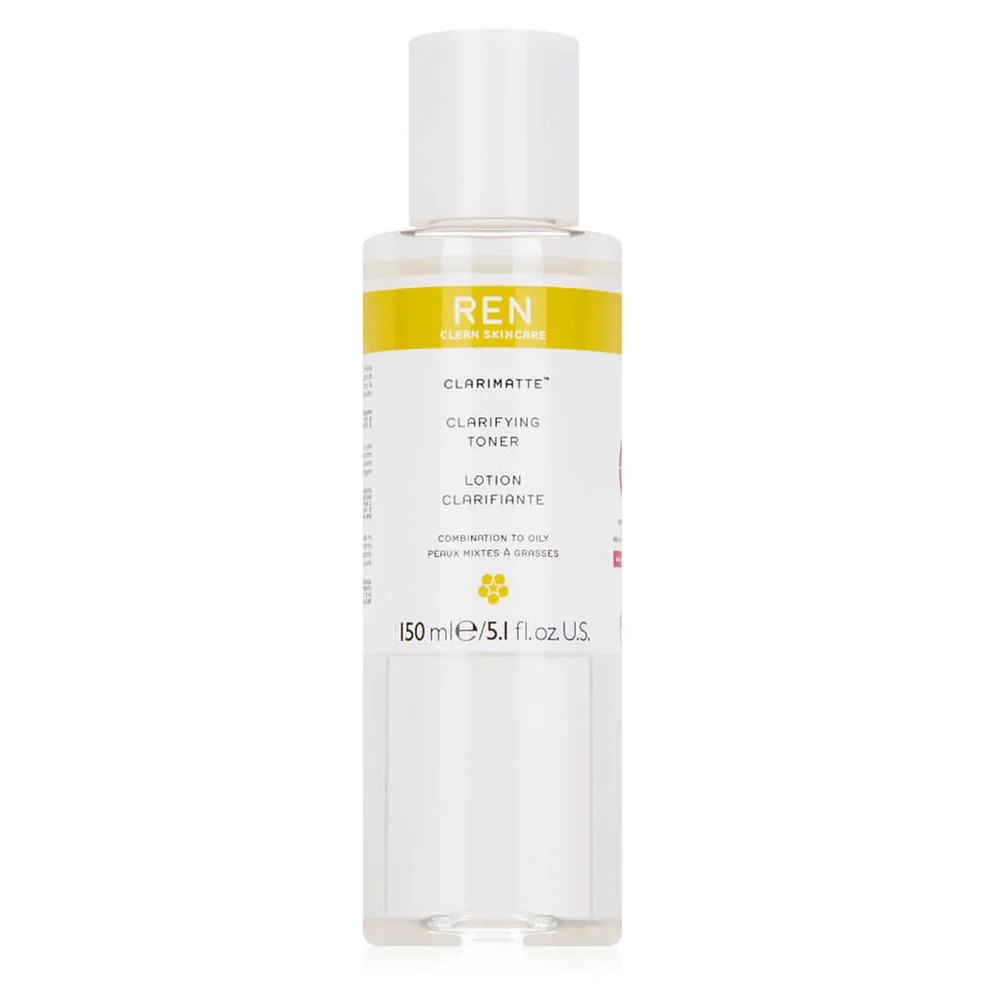 REN
CLEAN SKINCARE
CLARIMATTE™
CLARIFYING
TONER
LOTION
CLARIFIANTE
COMBINATION TO OILY
PEAUX MIXTES À GRASSES
150 ml℮/5.1 fl.oz.U.S.